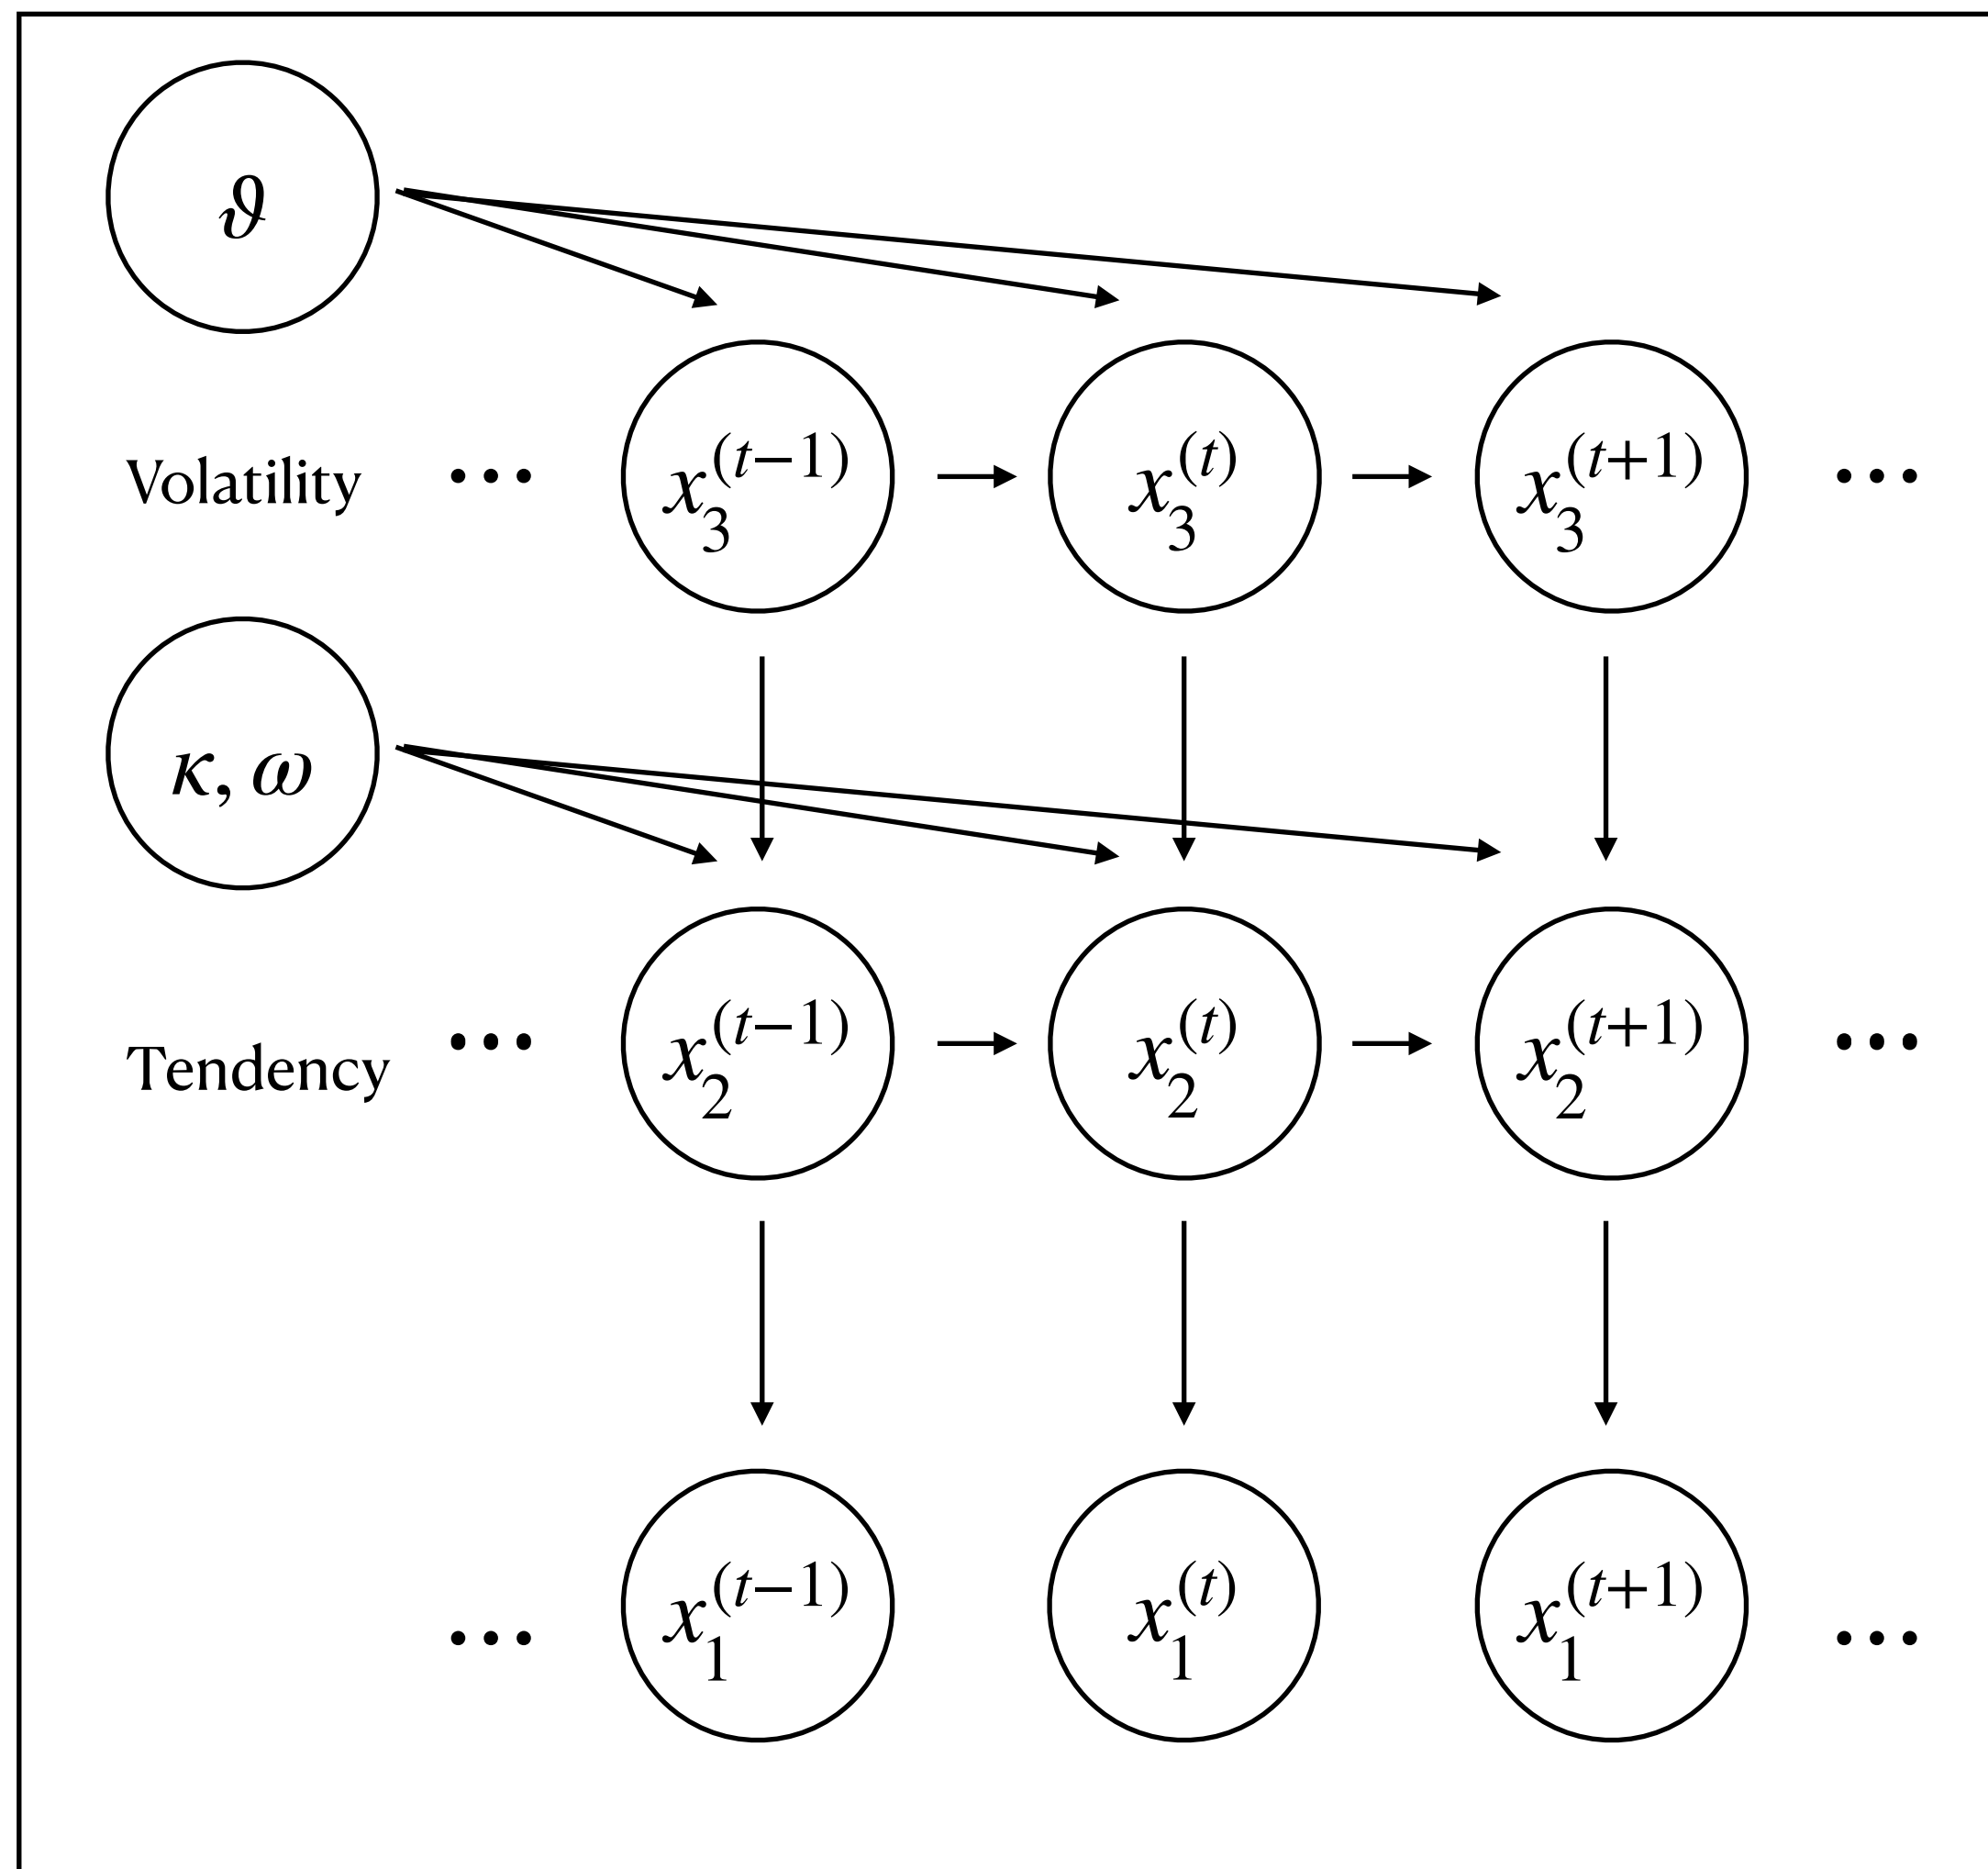 ϑ
Volatility ••• x₃^(t−1) → x₃^(t) → x₃^(t+1) •••
κ, ω
Tendency ••• x₂^(t−1) → x₂^(t) → x₂^(t+1) •••
••• x₁^(t−1) x₁^(t) x₁^(t+1) •••